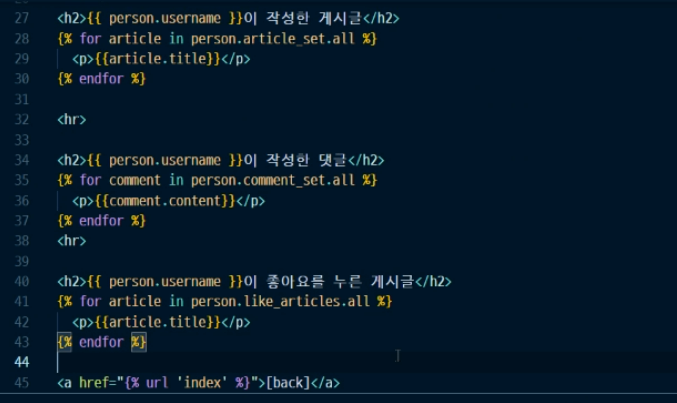 27 <h2>{{ person.username }}이 작성한 게시글</h2>
28 {% for article in person.article_set.all %}
29 <p>{{article.title}}</p>
30 {% endfor %}
31
32 <hr>
33
34 <h2>{{ person.username }}이 작성한 댓글</h2>
35 {% for comment in person.comment_set.all %}
36 <p>{{comment.content}}</p>
37 {% endfor %}
38 <hr>
39
40 <h2>{{ person.username }}이 좋아요를 누른 게시글</h2>
41 {% for article in person.like_articles.all %}
42 <p>{{article.title}}</p>
43 {% endfor %}
44
45 <a href="{% url 'index' %}">[back]</a>